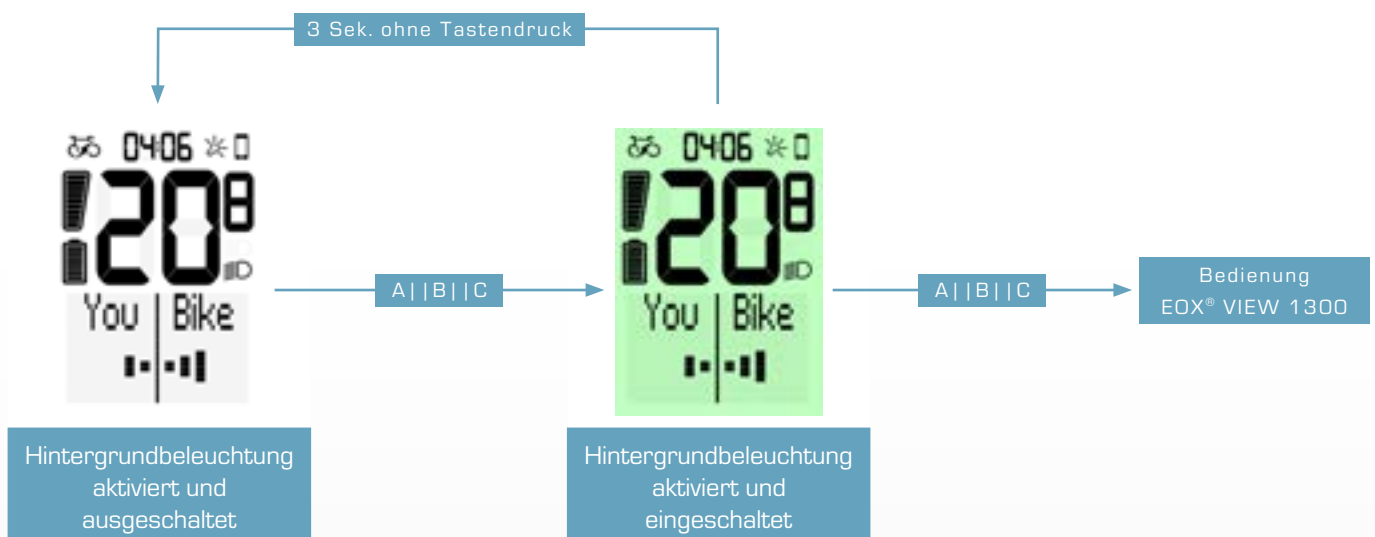 3 Sek. ohne Tastendruck
04:06
20 8
You Bike
A||B||C
Hintergrundbeleuchtung
aktiviert und
ausgeschaltet
04:06
20 8
You Bike
A||B||C
Hintergrundbeleuchtung
aktiviert und
eingeschaltet
Bedienung
EOX® VIEW 1300